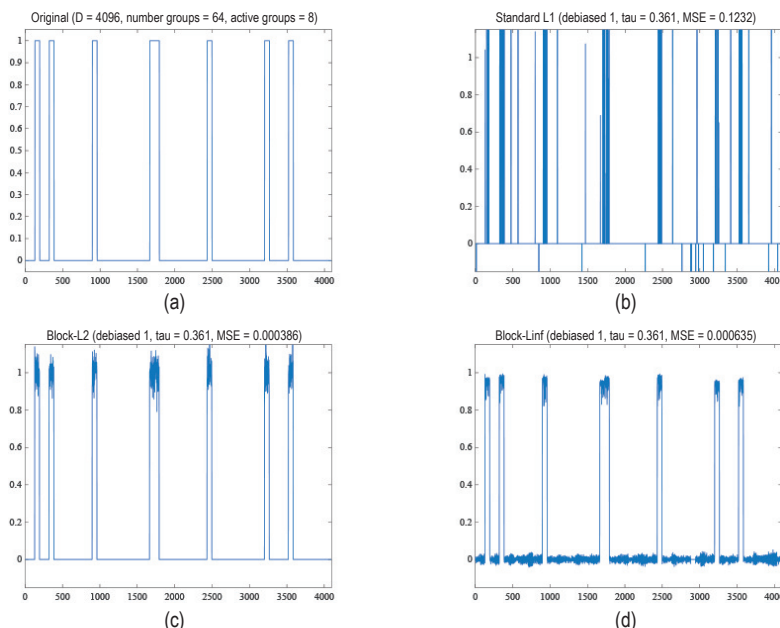 Original (D = 4096, number groups = 64, active groups = 8)
1
0.9
0.8
0.7
0.6
0.5
0.4
0.3
0.2
0.1
0
0 500 1000 1500 2000 2500 3000 3500 4000
(a)
Standard L1 (debiased 1, tau = 0.361, MSE = 0.1232)
1
0.8
0.6
0.4
0.2
0
0 500 1000 1500 2000 2500 3000 3500 4000
(b)
Block-L2 (debiased 1, tau = 0.361, MSE = 0.000386)
1
0.8
0.6
0.4
0.2
0
0 500 1000 1500 2000 2500 3000 3500 4000
(c)
Block-Linf (debiased 1, tau = 0.361, MSE = 0.000635)
1
0.8
0.6
0.4
0.2
0
0 500 1000 1500 2000 2500 3000 3500 4000
(d)